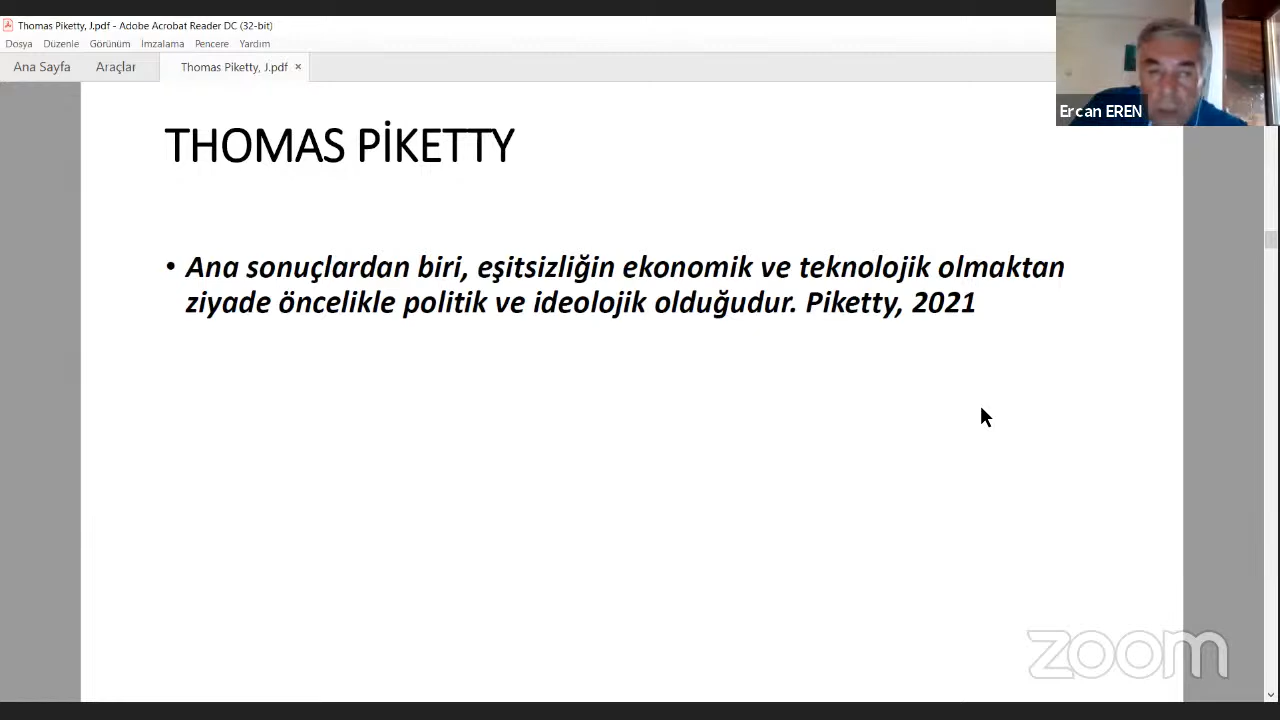 Thomas Piketty, J.pdf - Adobe Acrobat Reader DC (32-bit)
Dosya Düzenle Görünüm İmzalama Pencere Yardım
Ana Sayfa Araçlar Thomas Piketty, J.pdf ×
Ercan EREN
THOMAS PİKETTY
• Ana sonuçlardan biri, eşitsizliğin ekonomik ve teknolojik olmaktan
ziyade öncelikle politik ve ideolojik olduğudur. Piketty, 2021
zoom